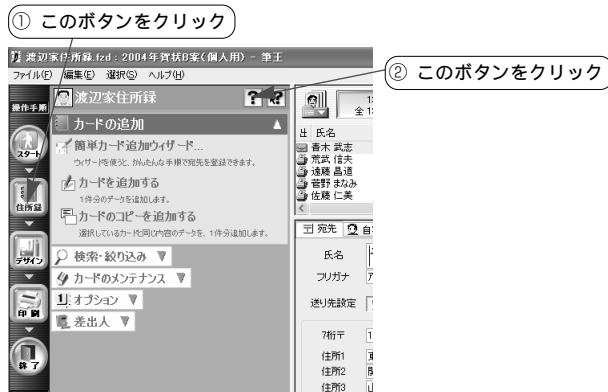 ① このボタンをクリック
渡辺家住所録.fzd : 2004年賀状B案(個人用) - 筆王
ファイル(F) 編集(E) 選択(S) ヘルプ(H)
② このボタンをクリック
操作手順
渡辺家住所録
カードの追加
簡単カード追加ウィザード...
ウィザードを使うと、かんたんな手順で宛先を登録できます。
カードを追加する
1件分のデータを追加します。
カードのコピーを追加する
選択しているカードと同じ内容のデータを、1件分追加します。
検索・絞り込み
カードのメンテナンス
オプション
差出人
スタート
住所録
デザイン
印刷
終了
全1
氏名
青木 武志
荒武 信夫
遠藤 昌道
菅野 まなみ
佐藤 仁美
宛先
氏名
フリガナ
送り先設定
7桁〒
住所1
住所2
住所3